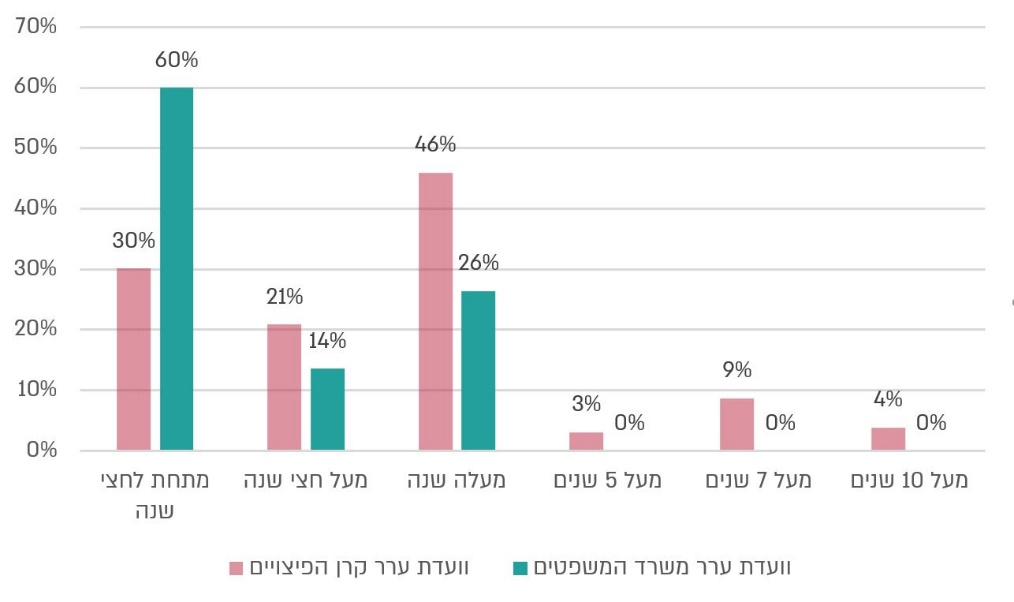 70%
60%
50%
40%
30%
20%
10%
0%
30%
60%
21%
14%
46%
26%
3%
0%
9%
0%
4%
0%
מתחת לחצי
שנה
מעל חצי שנה
מעלה שנה
מעל 5 שנים
מעל 7 שנים
מעל 10 שנים
וועדת ערר קרן הפיצויים
וועדת ערר משרד המשפטים